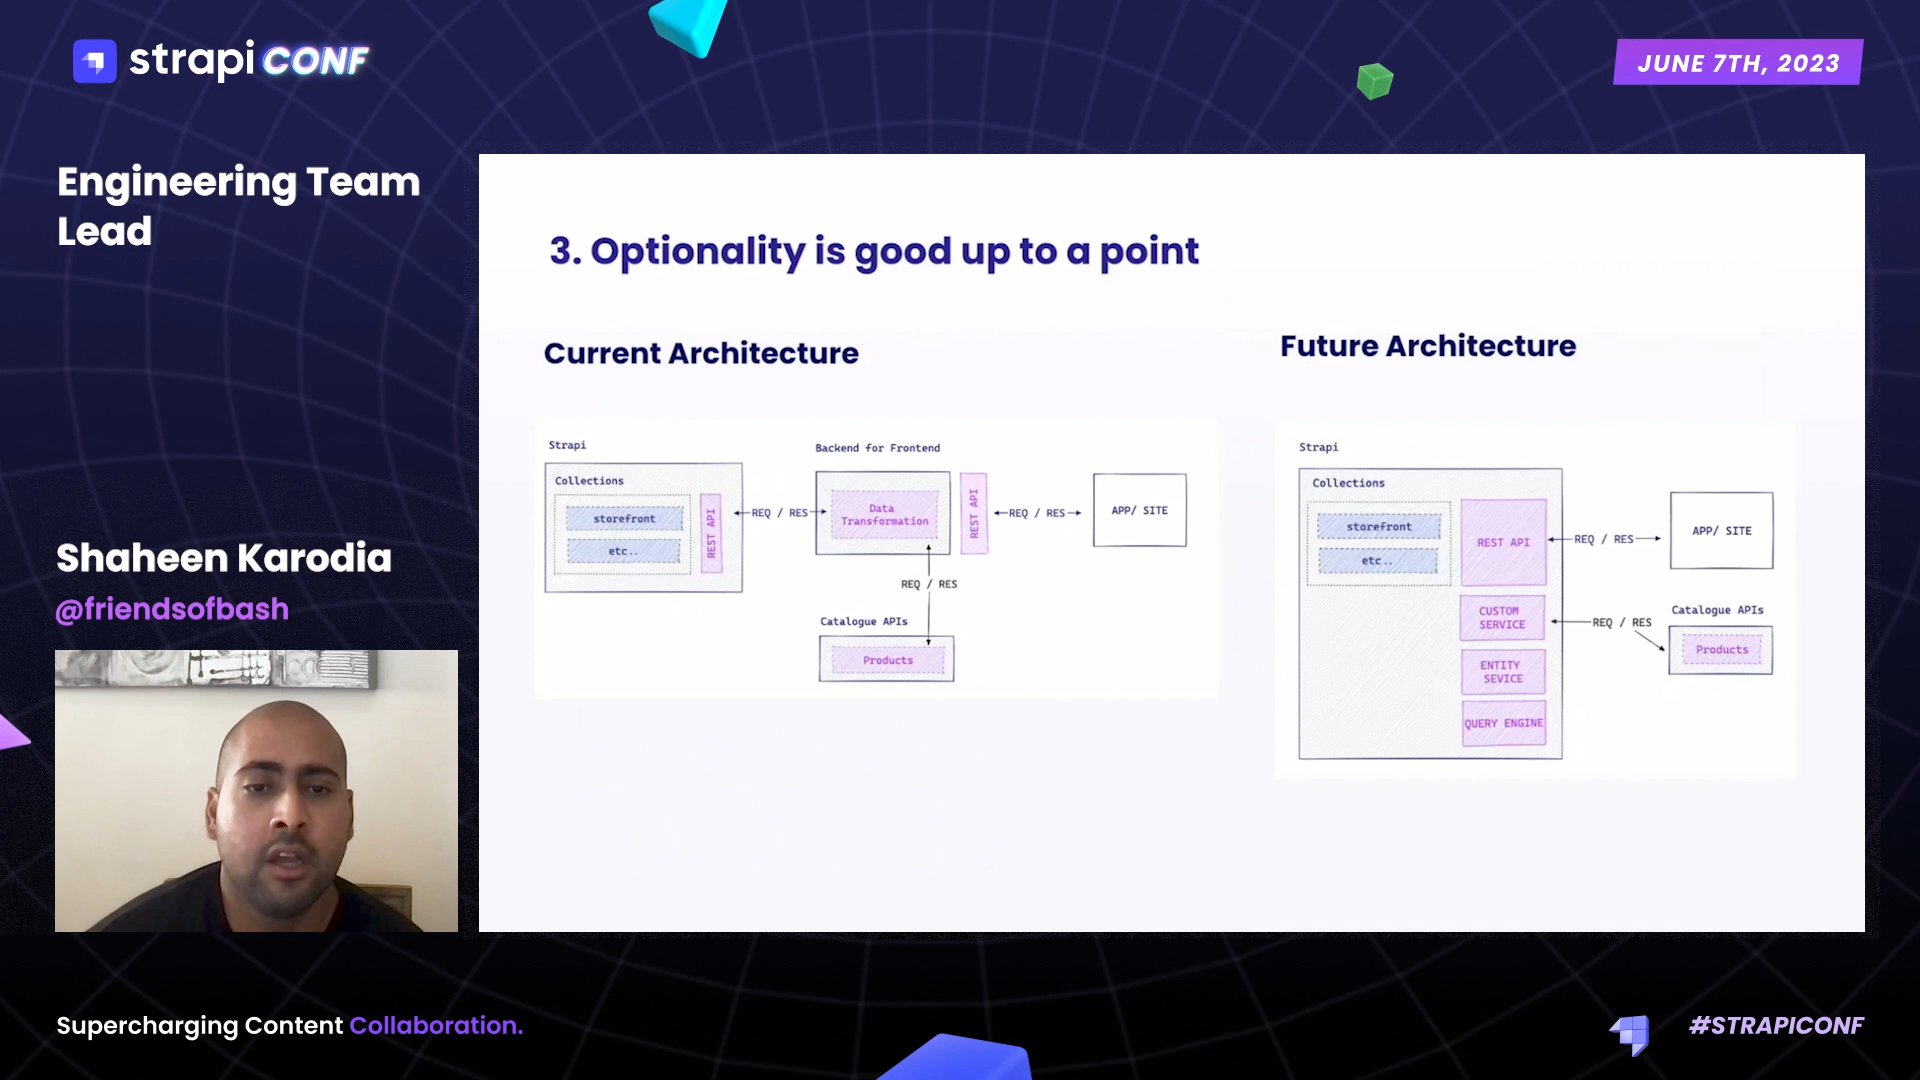 strapi CONF
JUNE 7TH, 2023
Engineering Team
Lead
3. Optionality is good up to a point
Current Architecture
Future Architecture
Strapi
Collections
storefront
etc..
REST API
REQ / RES
Backend for Frontend
Data
Transformation
REST API
REQ / RES
APP/ SITE
REQ / RES
Catalogue APIs
Products
Strapi
Collections
storefront
etc..
REST API
REQ / RES
APP/ SITE
CUSTOM
SERVICE
REQ / RES
Catalogue APIs
Products
ENTITY
SEVICE
QUERY ENGINE
Shaheen Karodia
@friendsofbash
Supercharging Content Collaboration.
#STRAPICONF